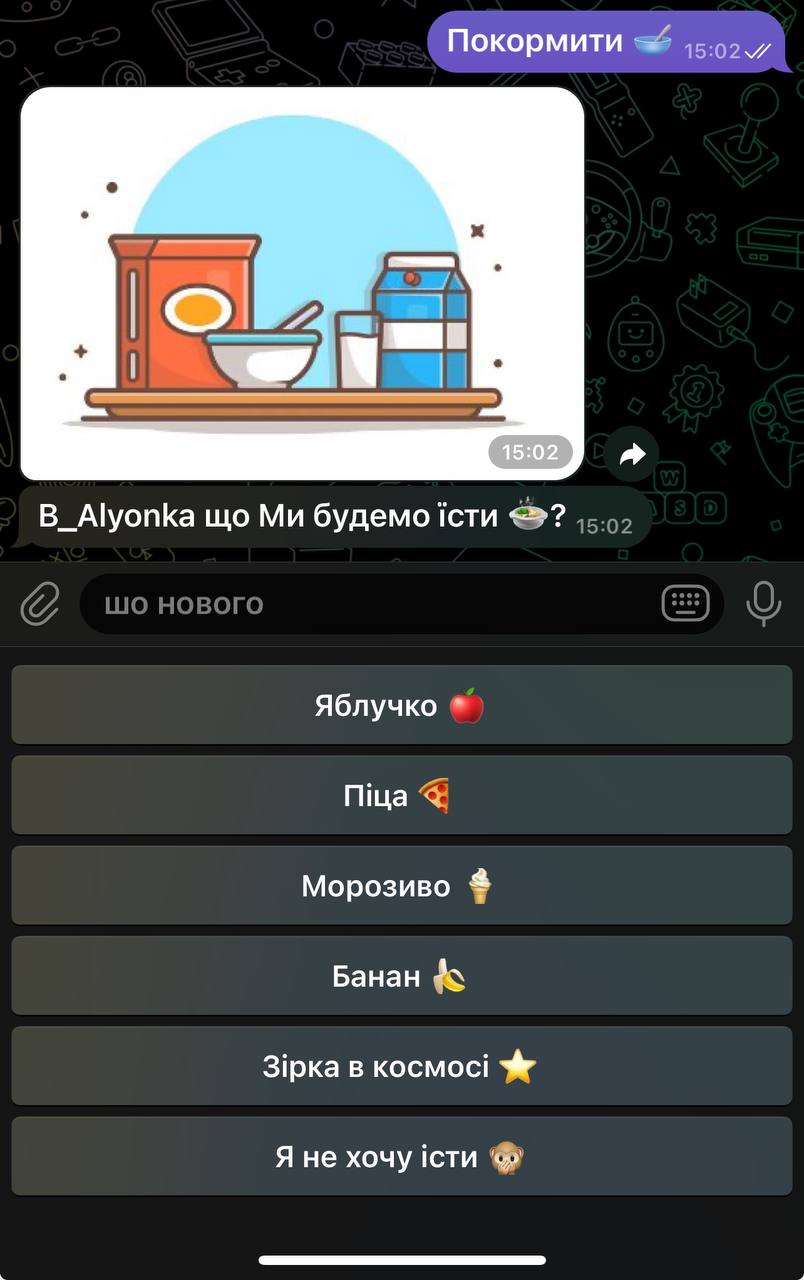 Покормити 🥣 15:02
15:02
B_Alyonka що Ми будемо їсти 🍲? 15:02
W
A S D
шо нового
Яблучко 🍎
Піца 🍕
Морозиво 🍦
Банан 🍌
Зірка в космосі ⭐
Я не хочу істи 🙊